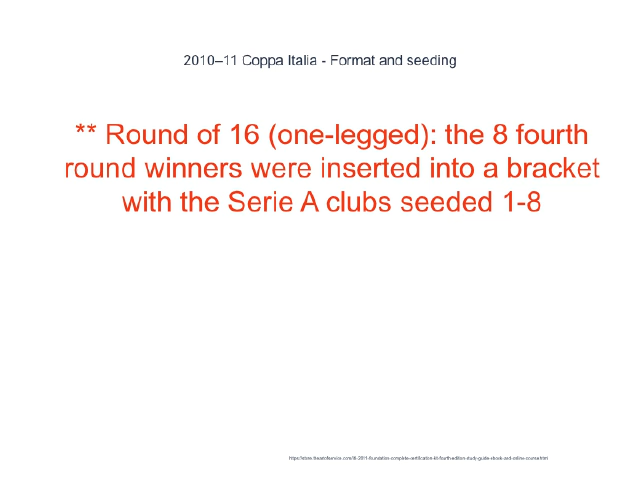 2010–11 Coppa Italia - Format and seeding
** Round of 16 (one-legged): the 8 fourth
round winners were inserted into a bracket
with the Serie A clubs seeded 1-8